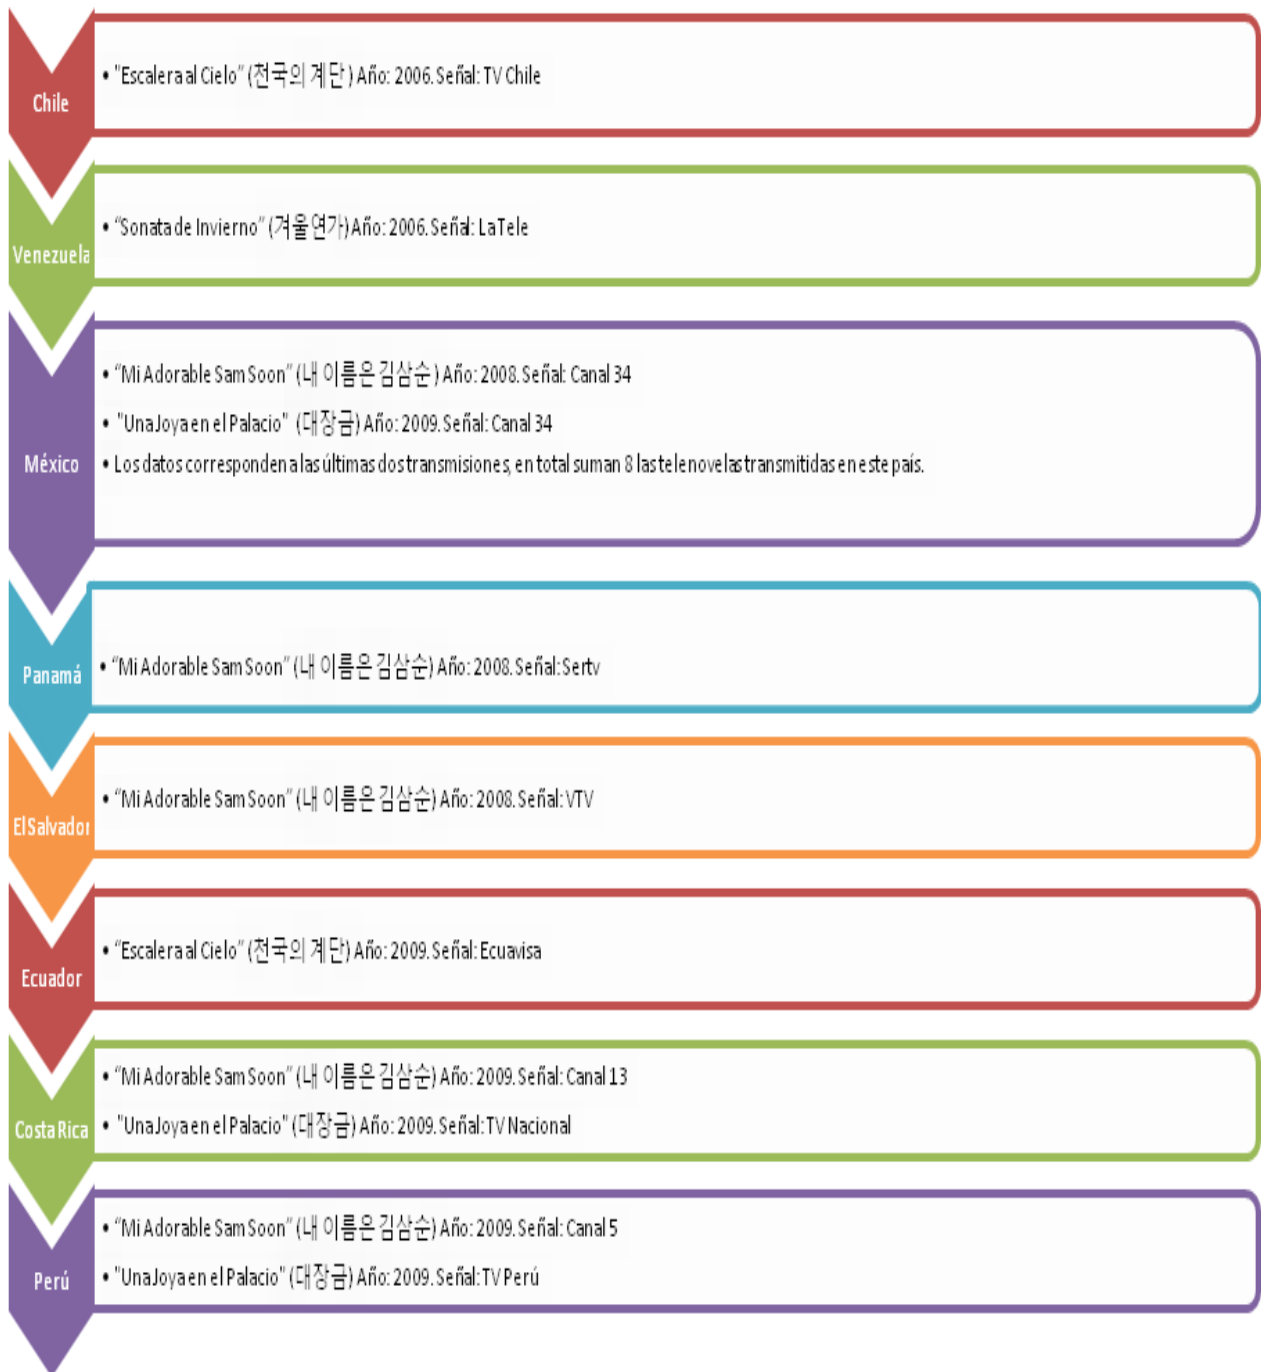 Chile
• "Escalera al Cielo" (천국의 계단) Año: 2006. Señal: TV Chile
Venezuela
• "Sonata de Invierno" (겨울연가) Año: 2006. Señal: La Tele
México
• "Mi Adorable Sam Soon" (내 이름은 김삼순) Año: 2008. Señal: Canal 34
• "Una Joya en el Palacio" (대장금) Año: 2009. Señal: Canal 34
• Los datos corresponden a las últimas dos transmisiones, en total suman 8 las telenovelas transmitidas en este país.
Panamá
• "Mi Adorable Sam Soon" (내 이름은 김삼순) Año: 2008. Señal: Sertv
El Salvador
• "Mi Adorable Sam Soon" (내 이름은 김삼순) Año: 2008. Señal: VTV
Ecuador
• "Escalera al Cielo" (천국의 계단) Año: 2009. Señal: Ecuavisa
Costa Rica
• "Mi Adorable Sam Soon" (내 이름은 김삼순) Año: 2009. Señal: Canal 13
• "Una Joya en el Palacio" (대장금) Año: 2009. Señal: TV Nacional
Perú
• "Mi Adorable Sam Soon" (내 이름은 김삼순) Año: 2009. Señal: Canal 5
• "Una Joya en el Palacio" (대장금) Año: 2009. Señal: TV Perú